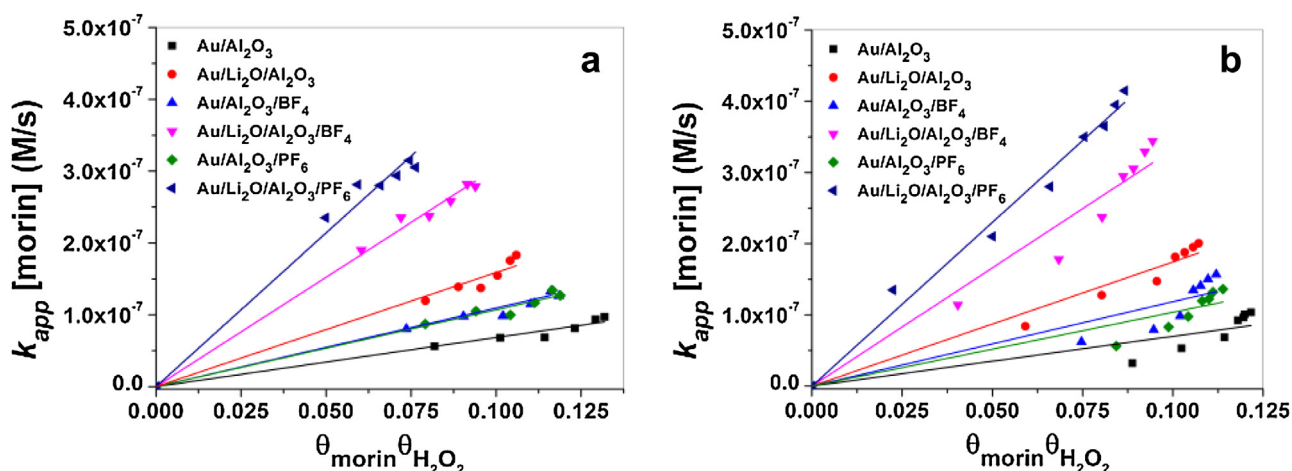 a
k_app [morin] (M/s)
5.0x10⁻⁷
4.0x10⁻⁷
3.0x10⁻⁷
2.0x10⁻⁷
1.0x10⁻⁷
0.0
Au/Al₂O₃
Au/Li₂O/Al₂O₃
Au/Al₂O₃/BF₄
Au/Li₂O/Al₂O₃/BF₄
Au/Al₂O₃/PF₆
Au/Li₂O/Al₂O₃/PF₆
0.000 0.025 0.050 0.075 0.100 0.125
θmorinθH₂O₂
b
k_app [morin] (M/s)
5.0x10⁻⁷
4.0x10⁻⁷
3.0x10⁻⁷
2.0x10⁻⁷
1.0x10⁻⁷
0.0
Au/Al₂O₃
Au/Li₂O/Al₂O₃
Au/Al₂O₃/BF₄
Au/Li₂O/Al₂O₃/BF₄
Au/Al₂O₃/PF₆
Au/Li₂O/Al₂O₃/PF₆
0.000 0.025 0.050 0.075 0.100 0.125
θmorinθH₂O₂